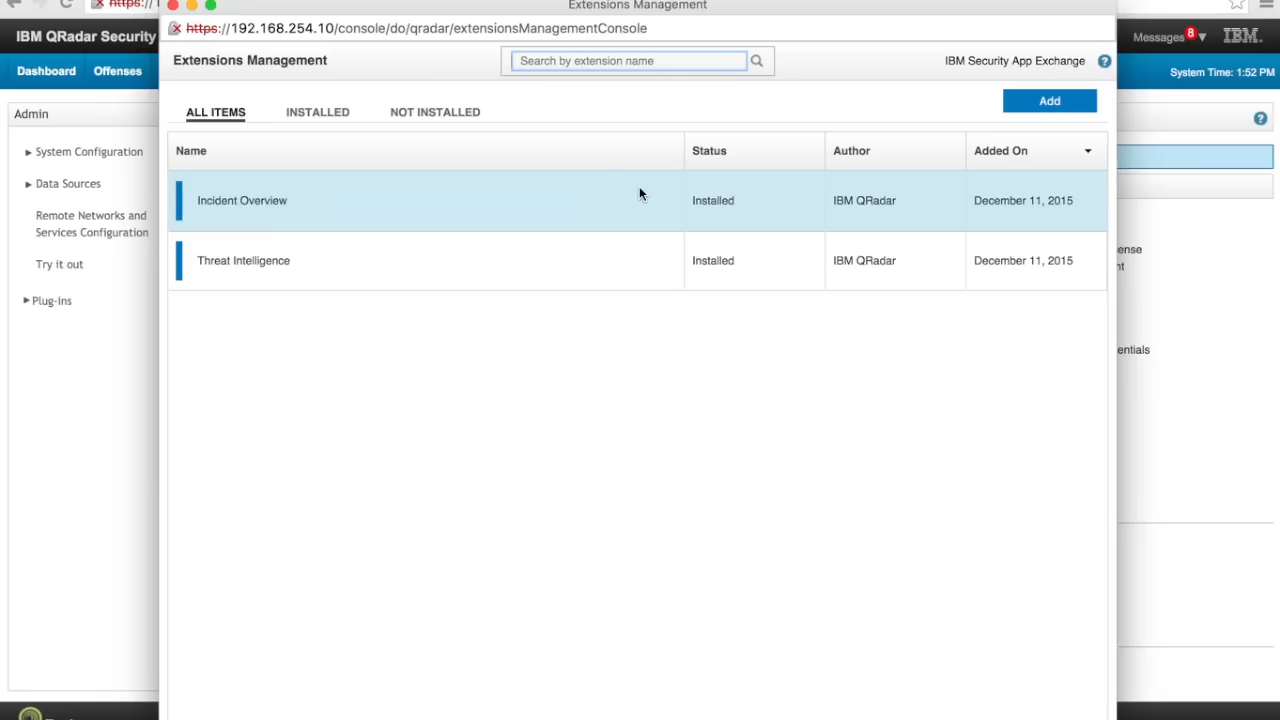 Extensions Management
https://192.168.254.10/console/do/qradar/extensionsManagementConsole
IBM QRadar Security
Messages 8
IBM
Dashboard Offenses
System Time: 1:52 PM
Extensions Management
Search by extension name
IBM Security App Exchange ?
ALL ITEMS INSTALLED NOT INSTALLED
Add
Admin
?
System Configuration
Data Sources
Remote Networks and
Services Configuration
Try it out
Plug-ins
Name Status Author Added On
Incident Overview Installed IBM QRadar December 11, 2015
Threat Intelligence Installed IBM QRadar December 11, 2015
ense
nt
entials